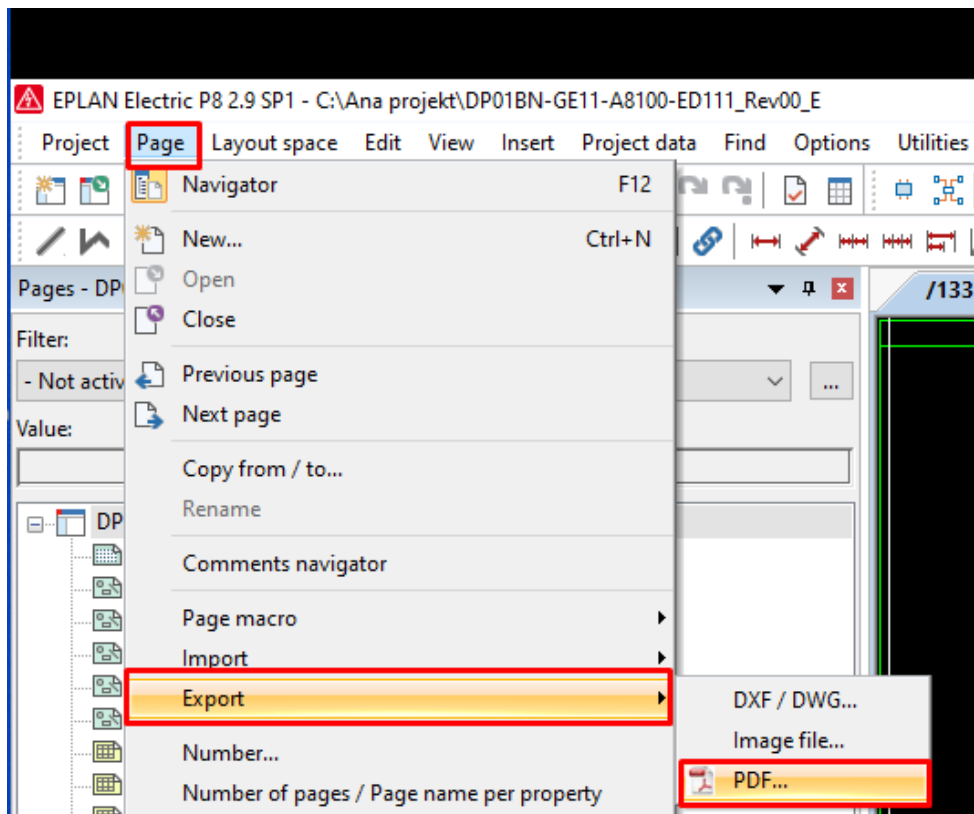 EPLAN Electric P8 2.9 SP1 - C:\Ana projekt\DP01BN-GE11-A8100-ED111_Rev00_E
Project Page Layout space Edit View Insert Project data Find Options Utilities
Navigator F12
New... Ctrl+N
Pages - DP
Open
/133
Close
Filter:
- Not activ
Previous page
...
Next page
Value:
Copy from / to...
Rename
DP
Comments navigator
Page macro
Import
Export
DXF / DWG...
Image file...
Number...
PDF...
Number of pages / Page name per property